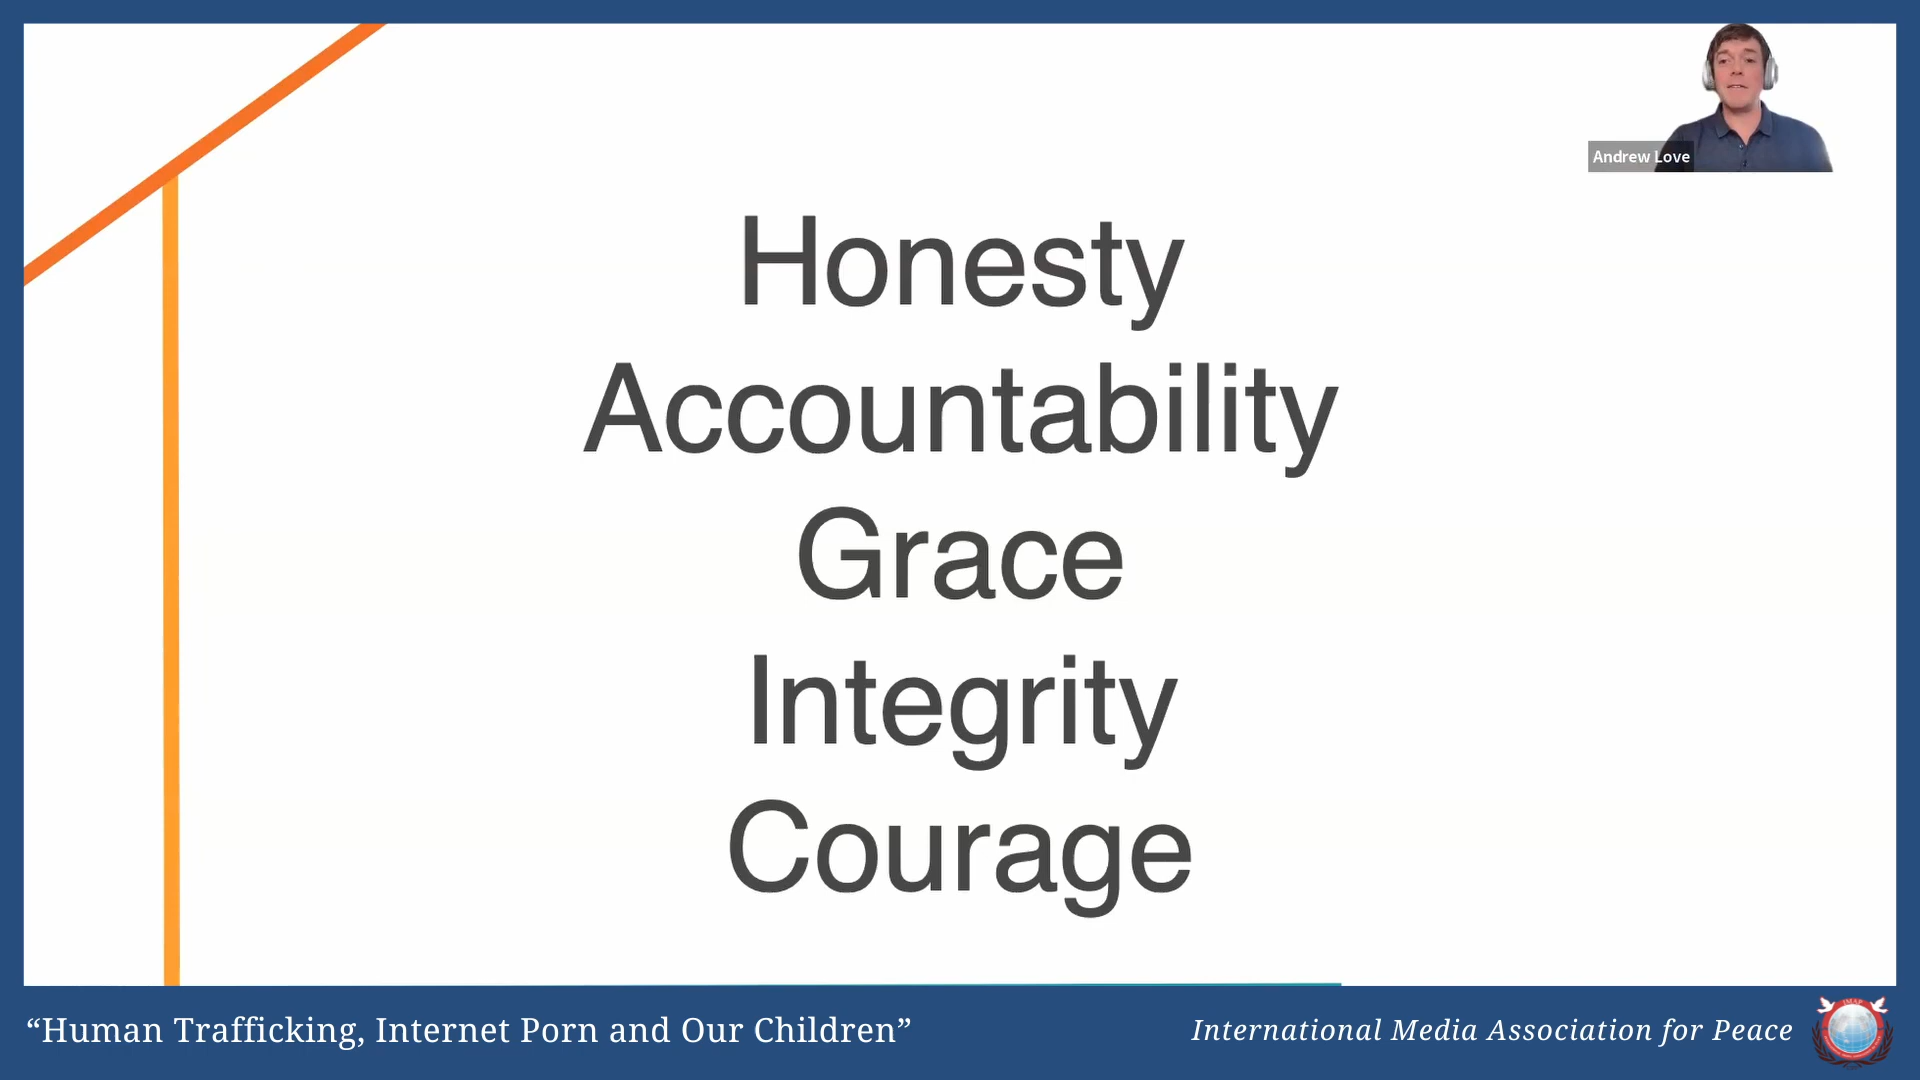 Andrew Love
Honesty
Accountability
Grace
Integrity
Courage
“Human Trafficking, Internet Porn and Our Children”
International Media Association for Peace
IMAP